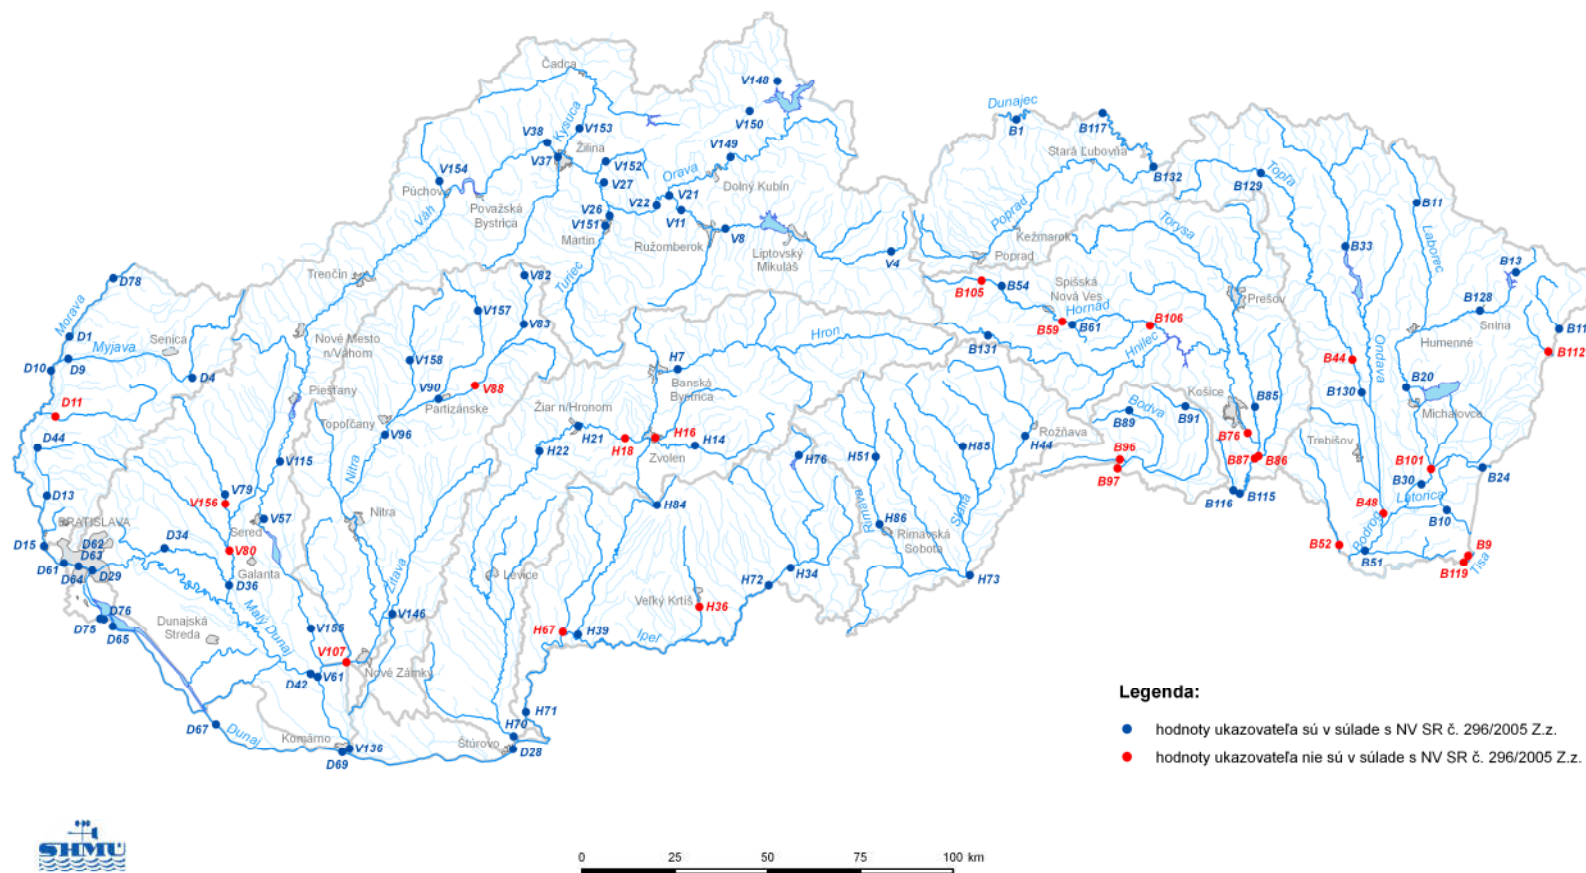 Čadca
V148
V150
Dunajec
B1
B117
V38
Kysuca
V153
Žilina
V37
V152
V149
Stará Ľubovňa
B132
Topľa
B129
V154
Púchov
Orava
Dolný Kubín
V27
V21
V22
V11
Považská
Bystrica
Váh
V26
V151
Martin
Ružomberok
V8
Liptovský
Mikuláš
V4
Poprad
Kežmarok
Poprad
Torysa
B33
B11
Laborec
B13
Trenčín
Turiec
V82
D78
B105
B54
Spišská
Nová Ves
Hornád
Prešov
B128
Snina
Morava
D1
V157
V83
Hron
B59
B61
B106
Hnilec
B131
Ondava
Humenné
B11
B112
Senica
Myjava
Nové Mesto
n/Váhom
D10
D9
D4
V158
H7
Banská
Bystrica
B44
B130
B20
Michalovce
Piešťany
V90
V88
Partizánske
Žiar n/Hronom
Košice
B85
Bodva
B89
B91
D11
Topoľčany
V96
H21
H18
H16
H14
Zvolen
H22
H85
H44
Rožňava
B76
Trebišov
D44
V115
Nitra
H76
H51
B96
B97
B87
B86
B101
B24
D13
V79
V156
H84
Rimava
Slaná
B116
B115
B30
Latorica
B48
B10
BRATISLAVA
D62
D63
D15
D61
D64
D29
D34
V57
Sereď
Nitra
V80
Galanta
H86
Rimavská
Sobota
B52
Bodrog
B51
B9
B119
Tisa
D36
Levice
Žitava
H72
H34
H73
D76
D75
D65
Dunajská
Streda
Malý Dunaj
V155
V146
Veľký Krtíš
H36
H67
H39
Ipeľ
V107
Nové Zámky
D42
V61
Legenda:
D67
Dunaj
H71
H70
hodnoty ukazovateľa sú v súlade s NV SR č. 296/2005 Z.z.
Komárno
V136
D69
Štúrovo
D28
hodnoty ukazovateľa nie sú v súlade s NV SR č. 296/2005 Z.z.
SHMÚ
0 25 50 75 100 km